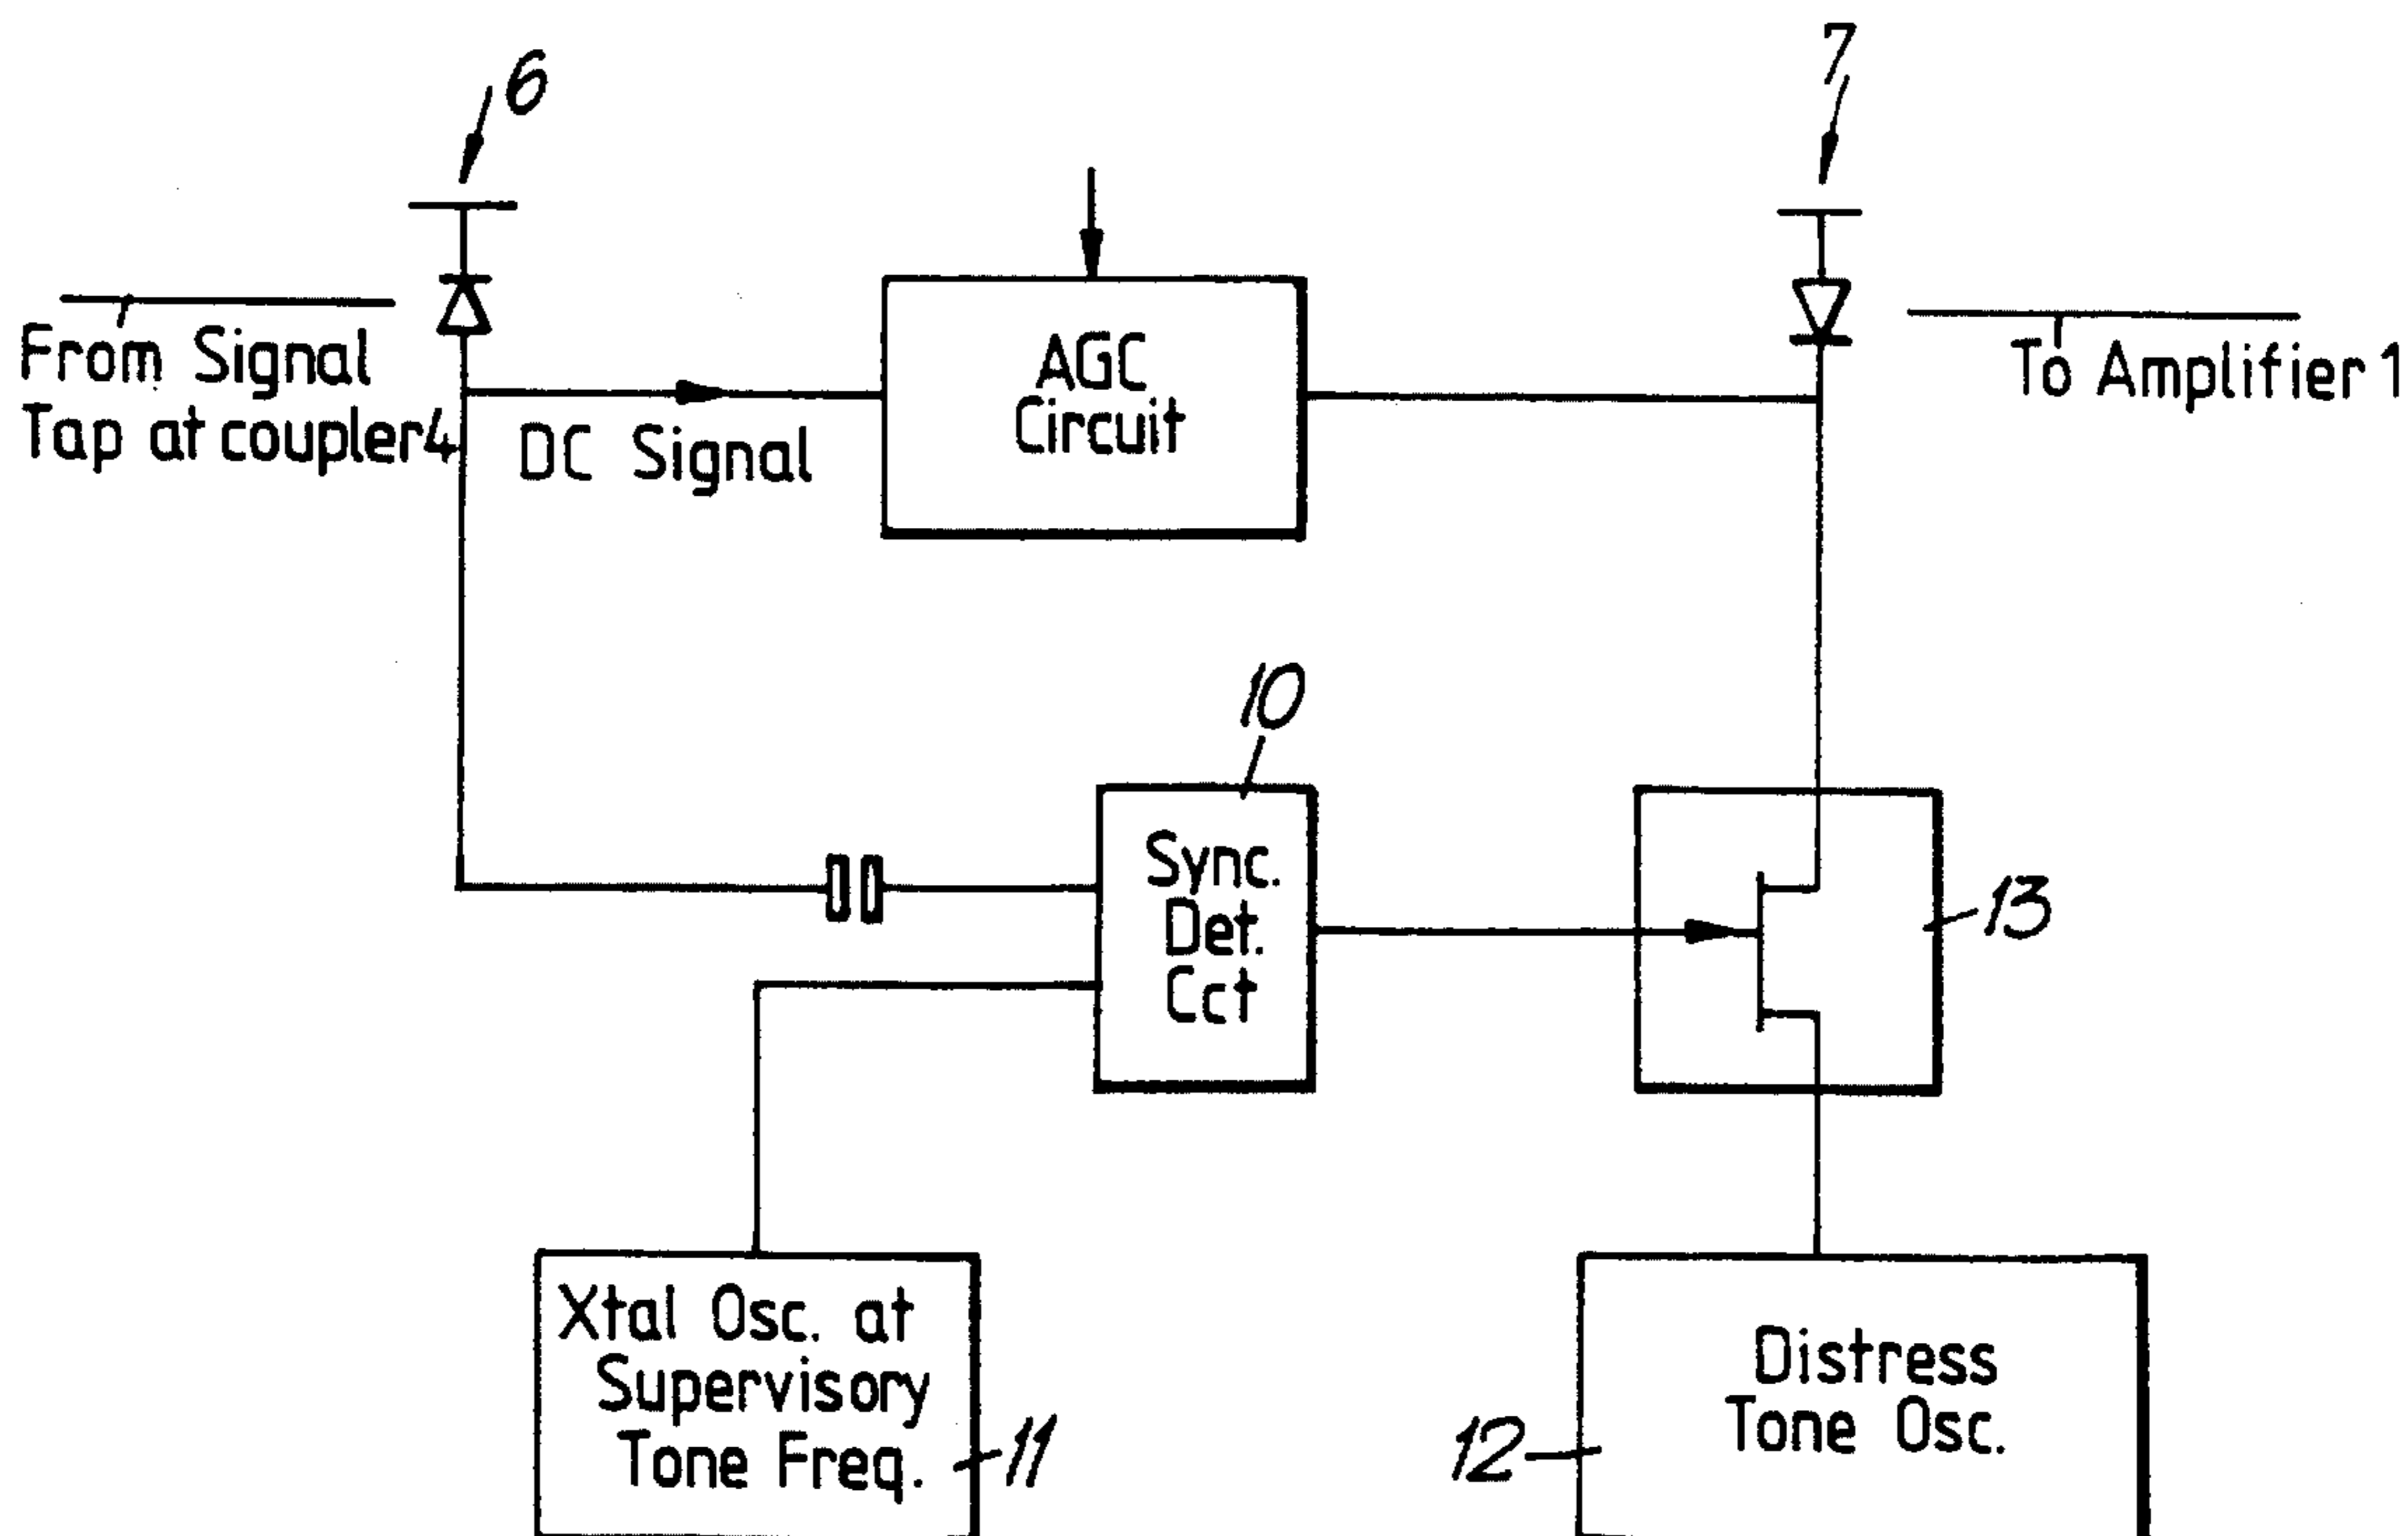 6
7
From Signal
Tap at coupler4
DC Signal
AGC
Circuit
To Amplifier 1
10
Sync.
Det.
Cct
13
Xtal Osc. at
Supervisory
Tone Freq.
11
12
Distress
Tone Osc.